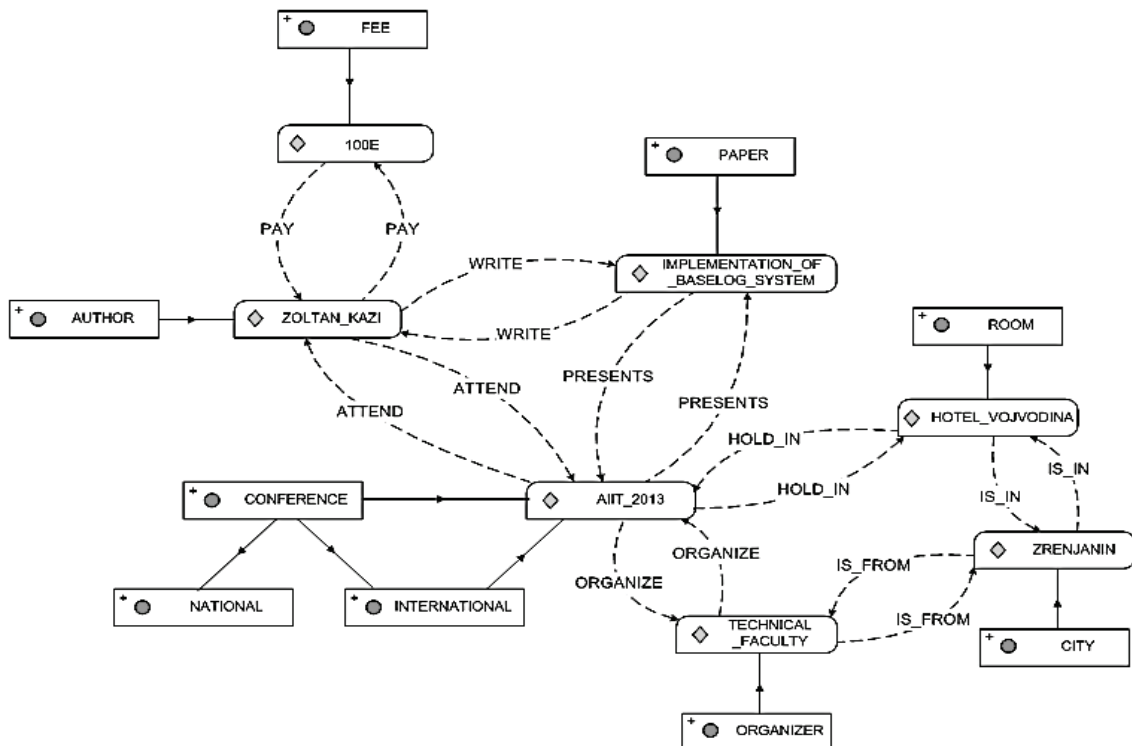 FEE
100E
PAPER
PAY
PAY
WRITE
IMPLEMENTATION_OF
_BASELOG_SYSTEM
AUTHOR
ZOLTAN_KAZI
WRITE
ROOM
ATTEND
PRESENTS
ATTEND
PRESENTS
HOTEL_VOJVODINA
HOLD_IN
IS_IN
CONFERENCE
AIIT_2013
HOLD_IN
IS_IN
ORGANIZE
ZRENJANIN
ORGANIZE
IS_FROM
NATIONAL
INTERNATIONAL
TECHNICAL
_FACULTY
IS_FROM
CITY
ORGANIZER